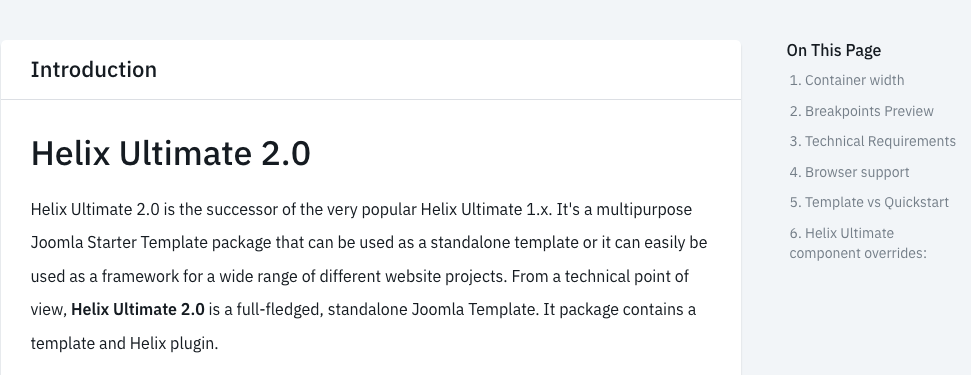 Introduction
Helix Ultimate 2.0
Helix Ultimate 2.0 is the successor of the very popular Helix Ultimate 1.x. It's a multipurpose
Joomla Starter Template package that can be used as a standalone template or it can easily be
used as a framework for a wide range of different website projects. From a technical point of
view, Helix Ultimate 2.0 is a full-fledged, standalone Joomla Template. It package contains a
template and Helix plugin.
On This Page
1. Container width
2. Breakpoints Preview
3. Technical Requirements
4. Browser support
5. Template vs Quickstart
6. Helix Ultimate
component overrides: